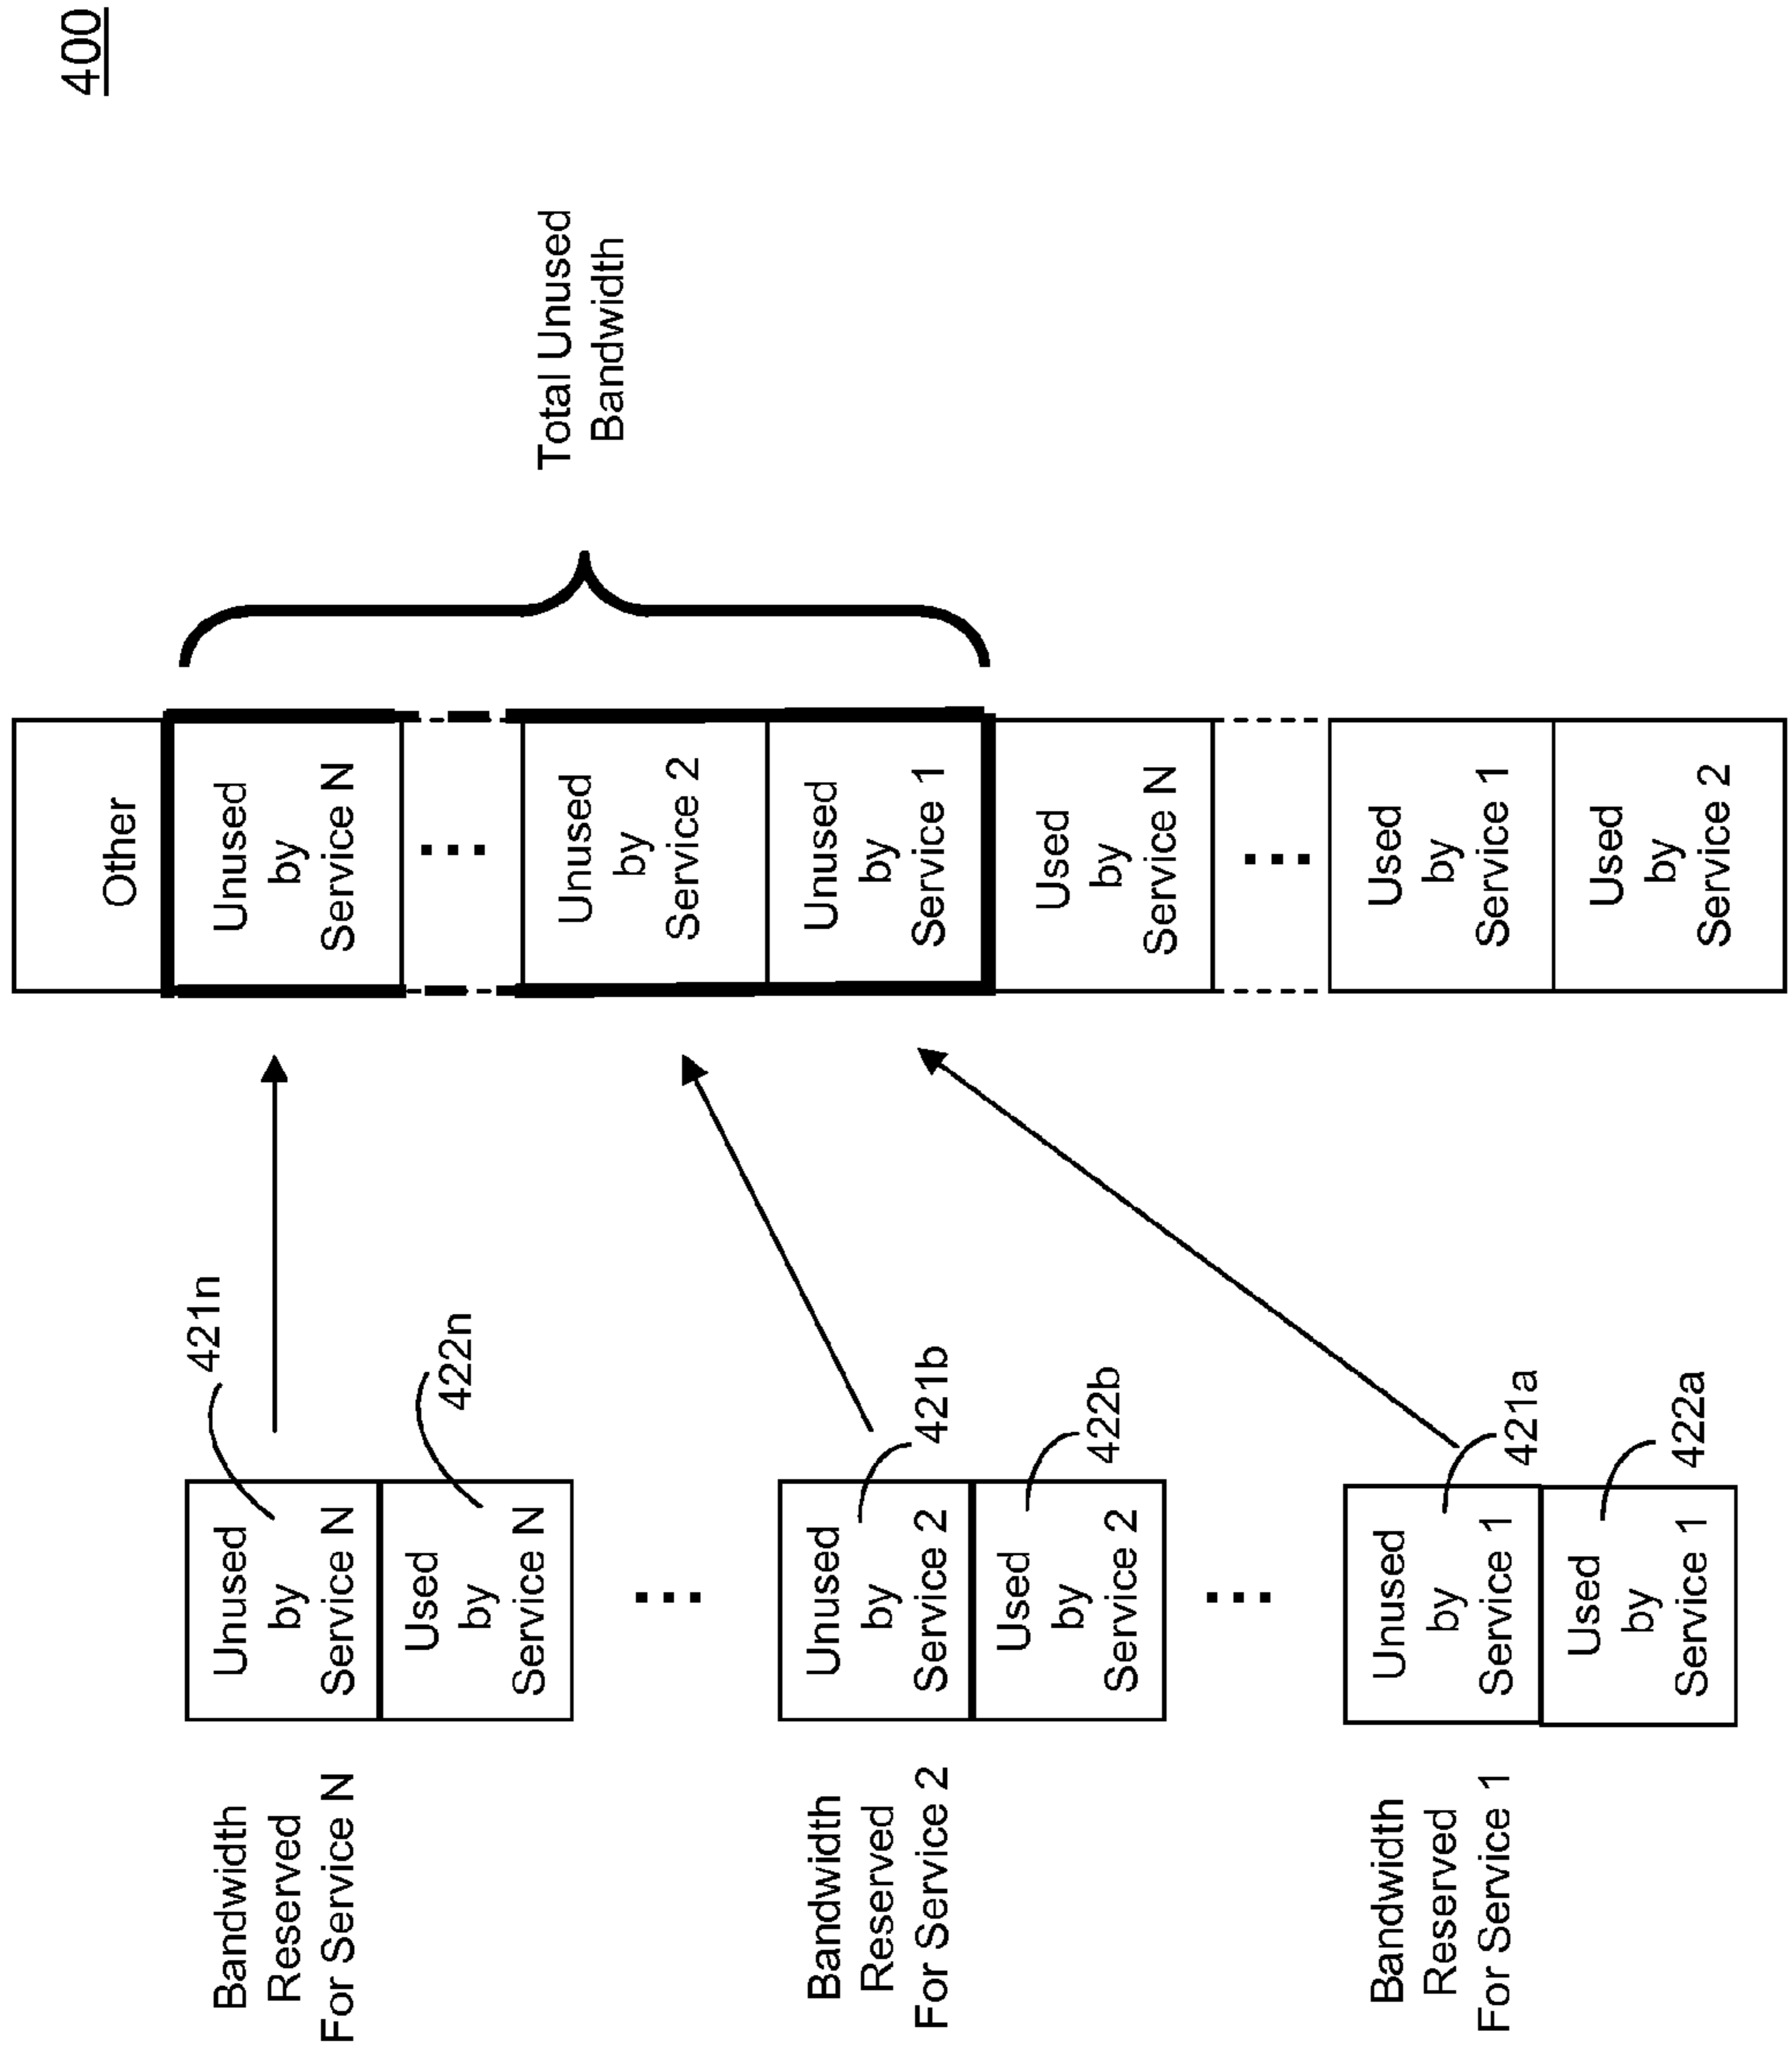 400
Bandwidth
Reserved
For Service N
Unused
by
Service N
Used
by
Service N
421n
422n
...
Bandwidth
Reserved
For Service 2
Unused
by
Service 2
Used
by
Service 2
421b
422b
...
Bandwidth
Reserved
For Service 1
Unused
by
Service 1
Used
by
Service 1
421a
422a
Other
Unused
by
Service N
...
Unused
by
Service 2
Unused
by
Service 1
Used
by
Service N
...
Used
by
Service 1
Used
by
Service 2
Total Unused
Bandwidth